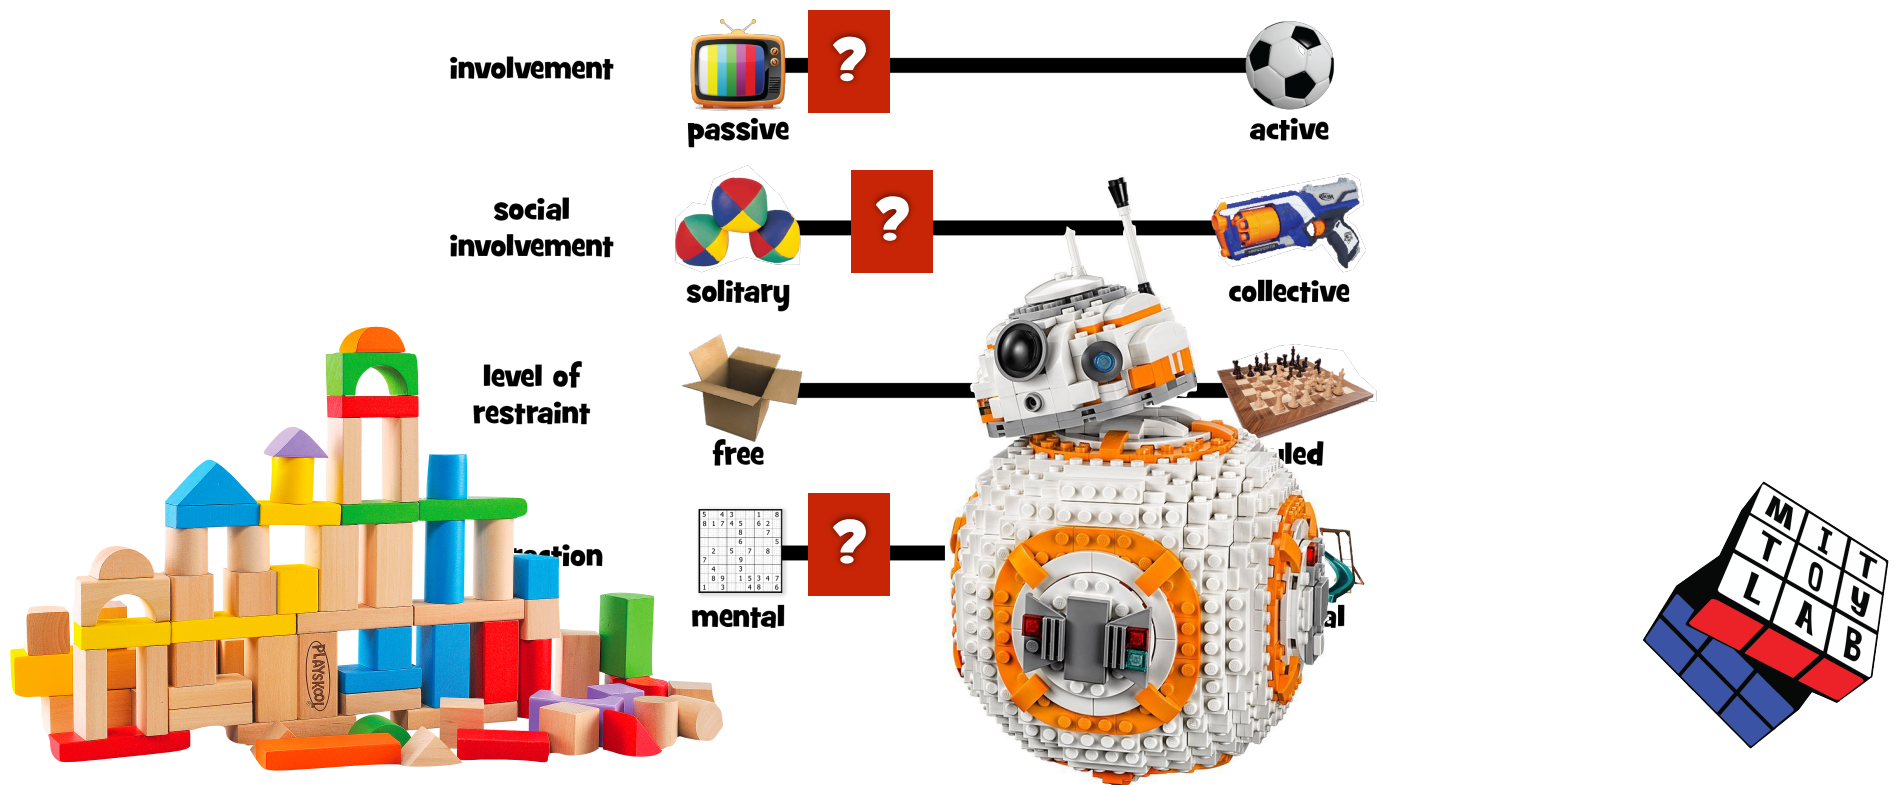 involvement
?
passive
active
social
involvement
?
solitary
collective
level of
restraint
free
?
mental
PLAYSKOOL
MIT
TOY
LAB